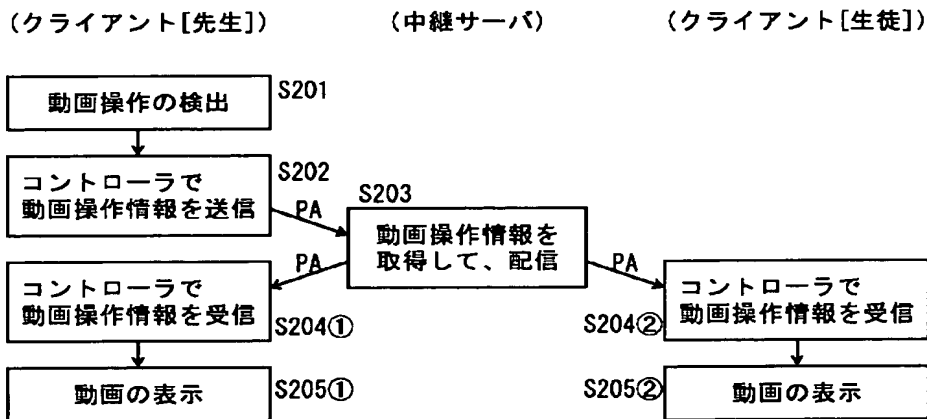 (クライアント[先生])
(中継サーバ)
(クライアント[生徒])
動画操作の検出
S201
コントローラで
動画操作情報を送信
S202
PA
S203
動画操作情報を
取得して、配信
PA
PA
コントローラで
動画操作情報を受信
S204①
コントローラで
動画操作情報を受信
S204②
動画の表示
S205①
S205②
動画の表示